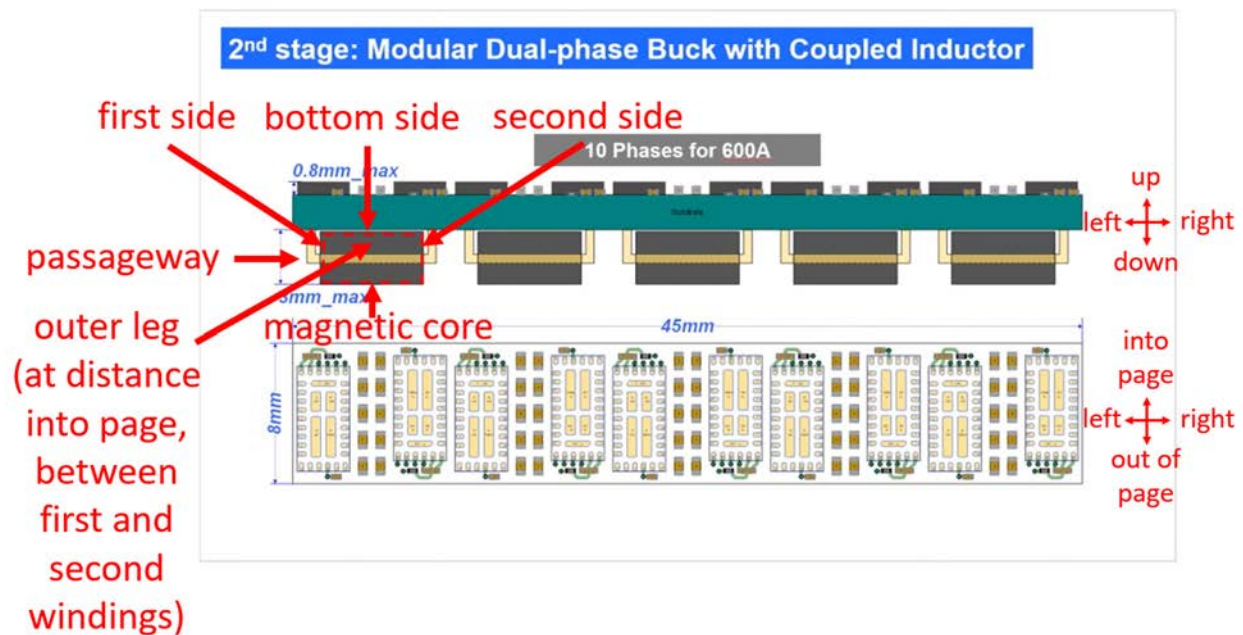 2nd stage: Modular Dual-phase Buck with Coupled Inductor
first side
bottom side
second side
10 Phases for 600A
0.8mm_max
up
left
right
down
passageway
3mm_max
magnetic core
45mm
outer leg
(at distance
into page,
between
first and
second
windings)
8mm
into
page
left
right
out of
page